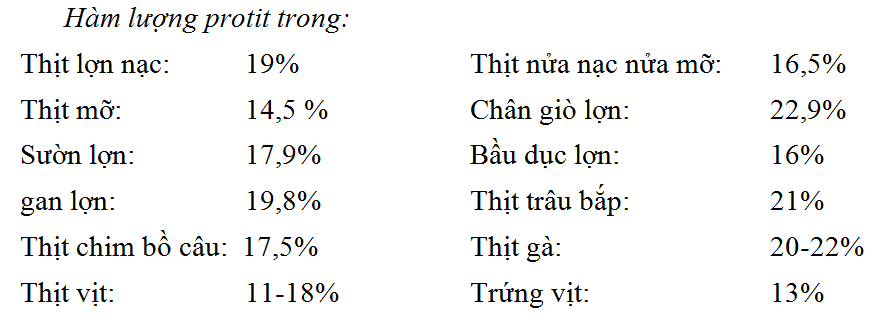 Hàm lượng protit trong:
Thịt lợn nạc: 19% Thịt nửa nạc nửa mỡ: 16,5%
Thịt mỡ: 14,5 % Chân giò lợn: 22,9%
Sườn lợn: 17,9% Bầu dục lợn: 16%
gan lợn: 19,8% Thịt trâu bắp: 21%
Thịt chim bồ câu: 17,5% Thịt gà: 20-22%
Thịt vịt: 11-18% Trứng vịt: 13%